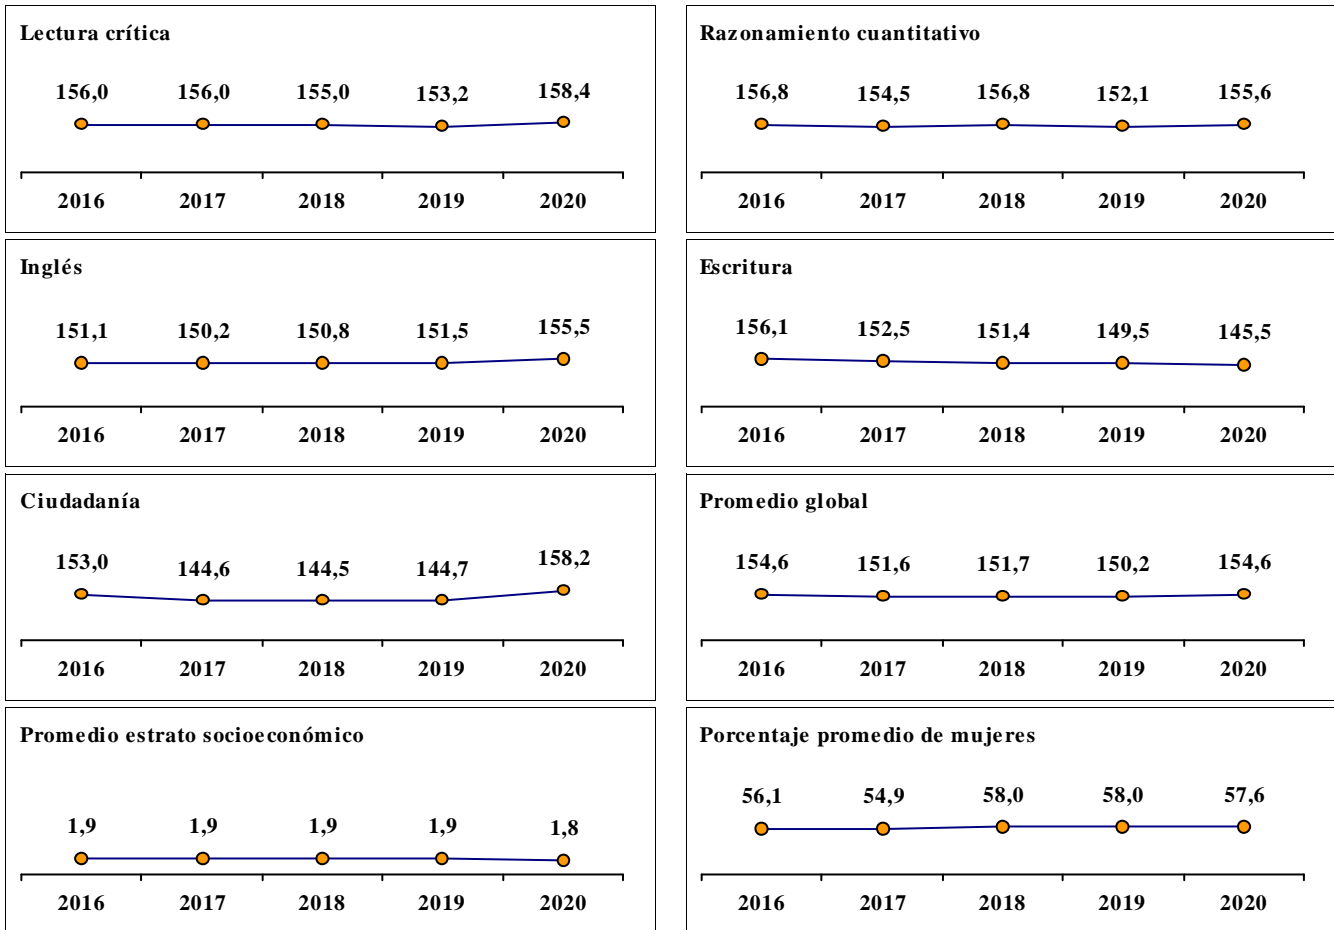 Lectura crítica
156,0 156,0 155,0 153,2 158,4
2016 2017 2018 2019 2020
Razonamiento cuantitativo
156,8 154,5 156,8 152,1 155,6
2016 2017 2018 2019 2020
Inglés
151,1 150,2 150,8 151,5 155,5
2016 2017 2018 2019 2020
Escritura
156,1 152,5 151,4 149,5 145,5
2016 2017 2018 2019 2020
Ciudadanía
153,0 144,6 144,5 144,7 158,2
2016 2017 2018 2019 2020
Promedio global
154,6 151,6 151,7 150,2 154,6
2016 2017 2018 2019 2020
Promedio estrato socioeconómico
1,9 1,9 1,9 1,9 1,8
2016 2017 2018 2019 2020
Porcentaje promedio de mujeres
56,1 54,9 58,0 58,0 57,6
2016 2017 2018 2019 2020